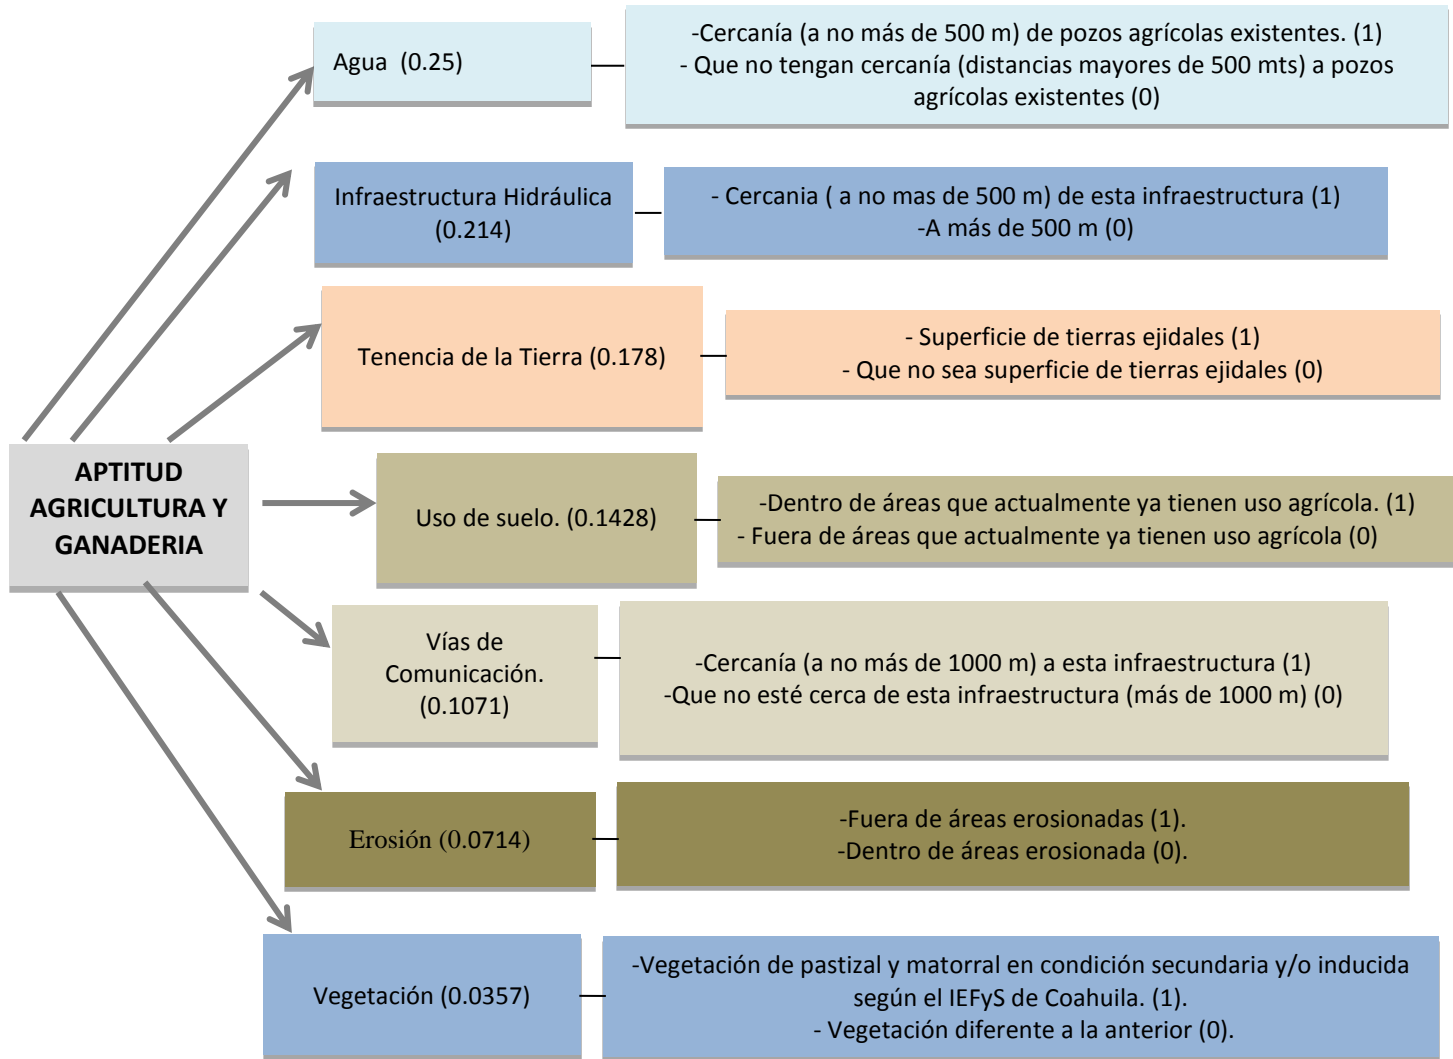 Agua (0.25)
-Cercanía (a no más de 500 m) de pozos agrícolas existentes. (1)
- Que no tengan cercanía (distancias mayores de 500 mts) a pozos
agrícolas existentes (0)
Infraestructura Hidráulica
(0.214)
- Cercania ( a no mas de 500 m) de esta infraestructura (1)
-A más de 500 m (0)
Tenencia de la Tierra (0.178)
- Superficie de tierras ejidales (1)
- Que no sea superficie de tierras ejidales (0)
APTITUD
AGRICULTURA Y
GANADERIA
Uso de suelo. (0.1428)
-Dentro de áreas que actualmente ya tienen uso agrícola. (1)
- Fuera de áreas que actualmente ya tienen uso agrícola (0)
Vías de
Comunicación.
(0.1071)
-Cercanía (a no más de 1000 m) a esta infraestructura (1)
-Que no esté cerca de esta infraestructura (más de 1000 m) (0)
Erosión (0.0714)
-Fuera de áreas erosionadas (1).
-Dentro de áreas erosionada (0).
Vegetación (0.0357)
-Vegetación de pastizal y matorral en condición secundaria y/o inducida
según el IEFyS de Coahuila. (1).
- Vegetación diferente a la anterior (0).